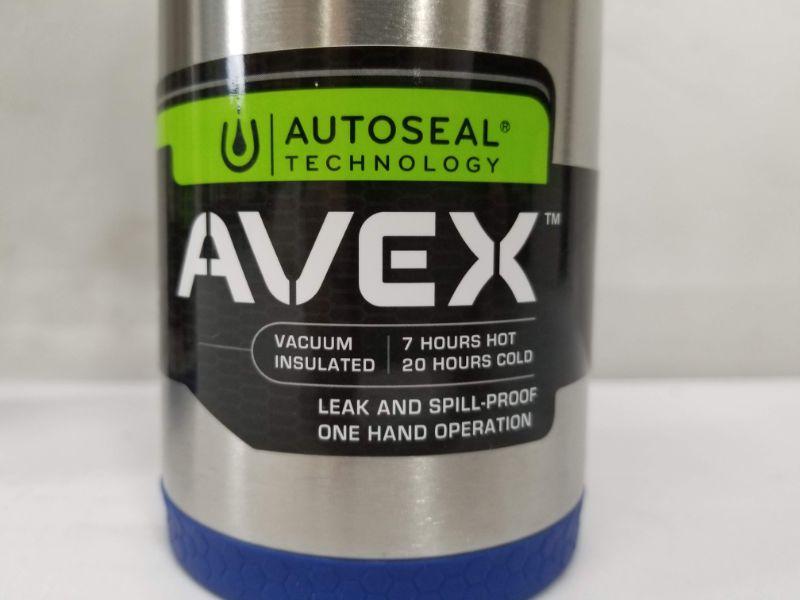 AUTOSEAL®
TECHNOLOGY
AVEX™
VACUUM
INSULATED
7 HOURS HOT
20 HOURS COLD
LEAK AND SPILL-PROOF
ONE HAND OPERATION